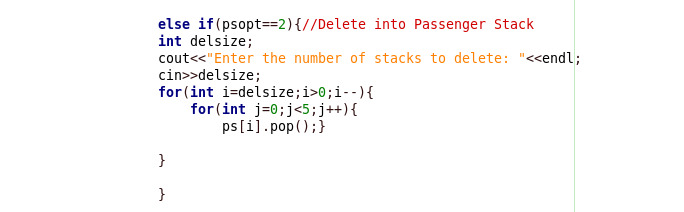 else if(psopt==2){//Delete into Passenger Stack
int delsize;
cout<<"Enter the number of stacks to delete: "<<endl;
cin>>delsize;
for(int i=delsize;i>0;i--){
for(int j=0;j<5;j++){
ps[i].pop();}
}
}